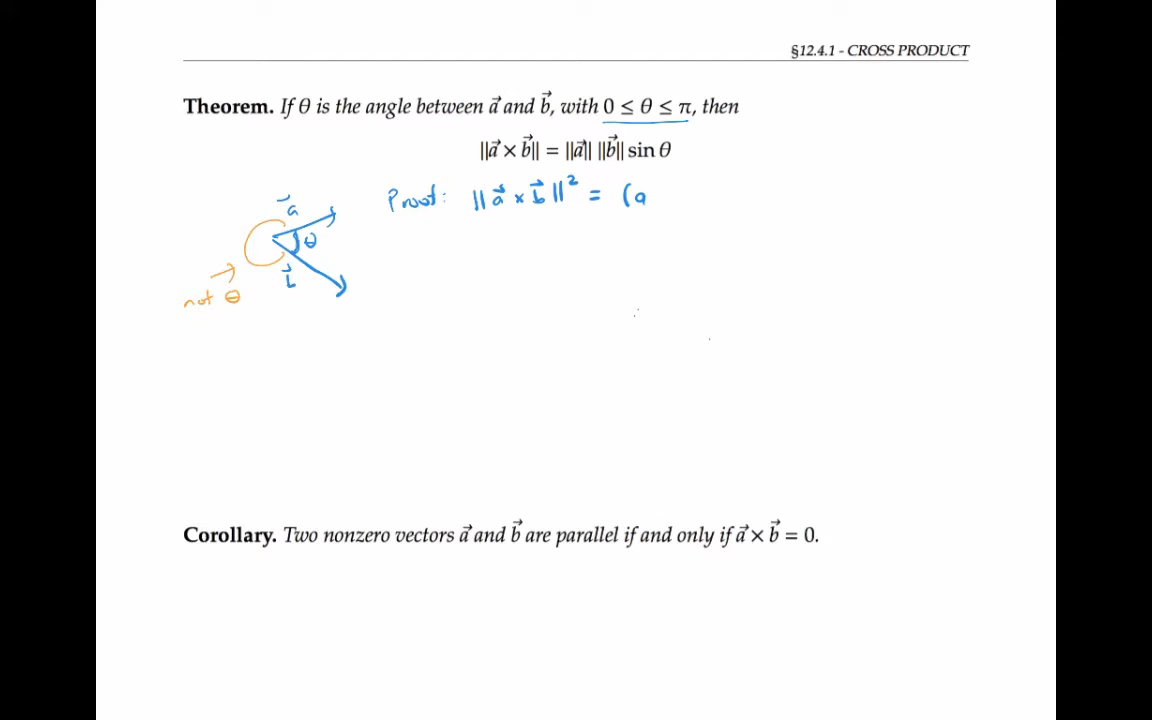 §12.4.1 - CROSS PRODUCT
Theorem. If θ is the angle between a⃗ and b⃗, with 0 ≤ θ ≤ π, then
||a⃗ × b⃗|| = ||a⃗|| ||b⃗|| sin θ
Proof: ||a⃗ × b⃗||² = (a
a⃗
θ
b⃗
not θ
Corollary. Two nonzero vectors a⃗ and b⃗ are parallel if and only if a⃗ × b⃗ = 0.